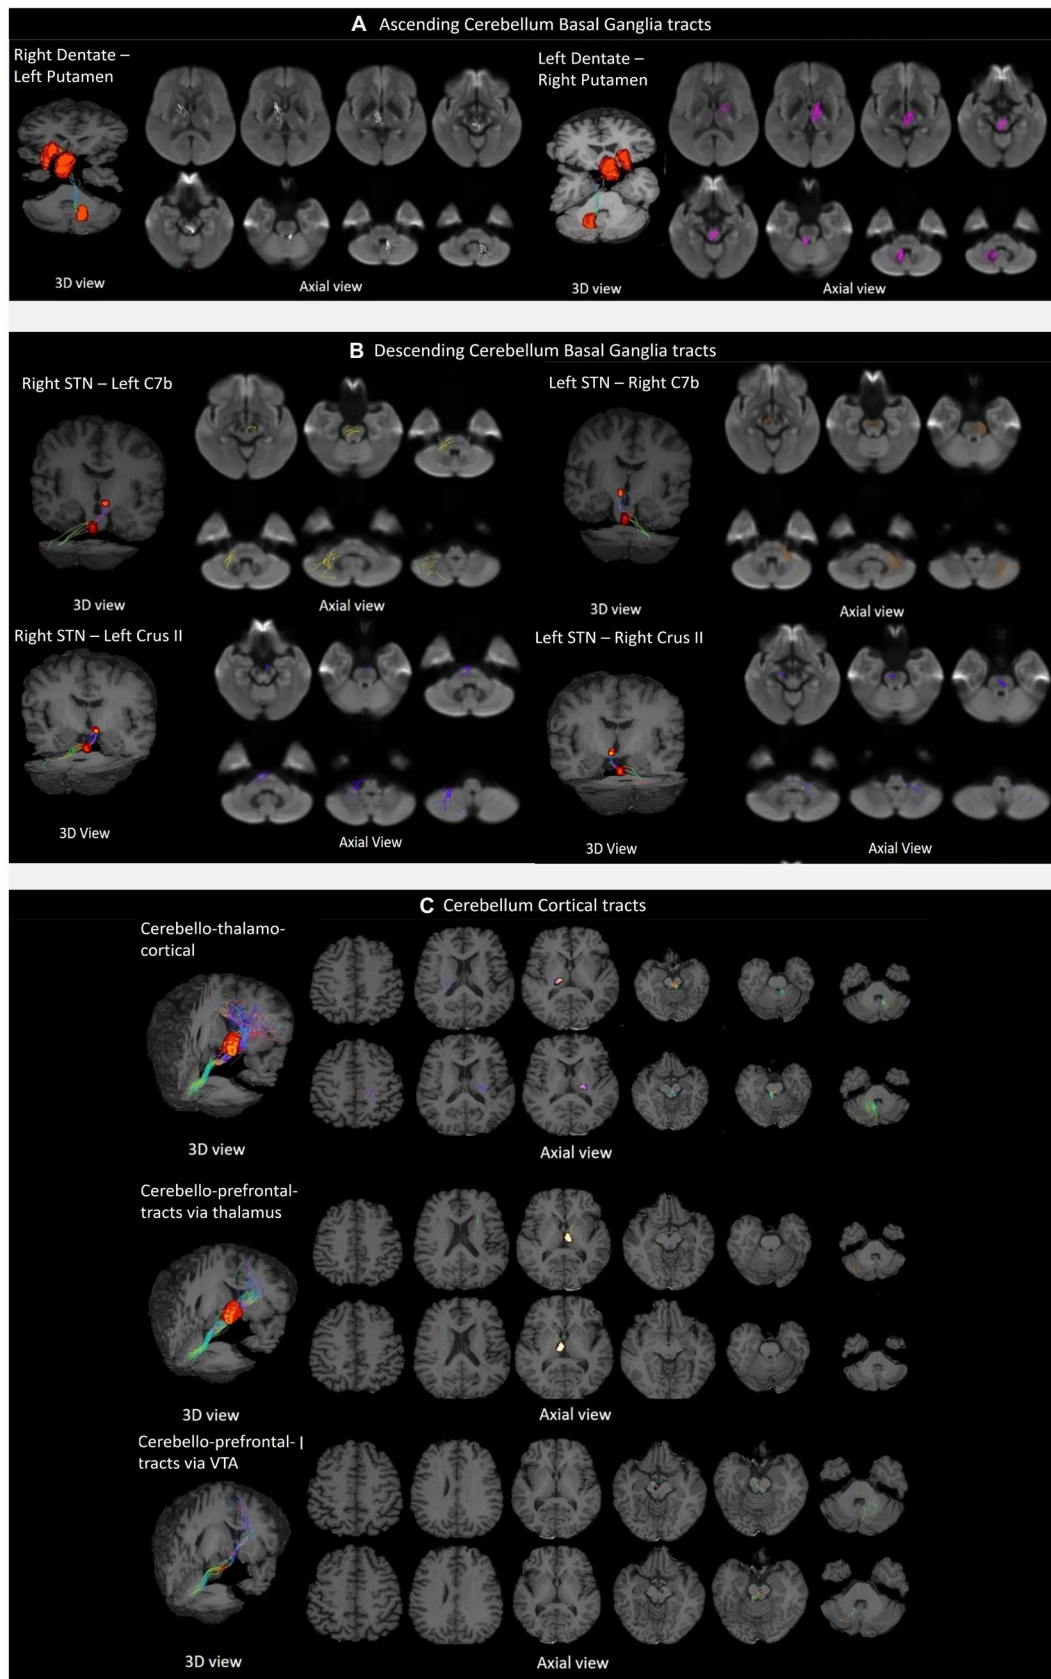 A Ascending Cerebellum Basal Ganglia tracts
Right Dentate –
Left Putamen
3D view
Axial view
Left Dentate –
Right Putamen
3D view
Axial view
B Descending Cerebellum Basal Ganglia tracts
Right STN – Left C7b
3D view
Axial view
Left STN – Right C7b
3D view
Axial view
Right STN – Left Crus II
3D View
Axial View
Left STN – Right Crus II
3D View
Axial View
C Cerebellum Cortical tracts
Cerebello-thalamo-
cortical
3D view
Axial view
Cerebello-prefrontal-
tracts via thalamus
3D view
Axial view
Cerebello-prefrontal- |
tracts via VTA
3D view
Axial view